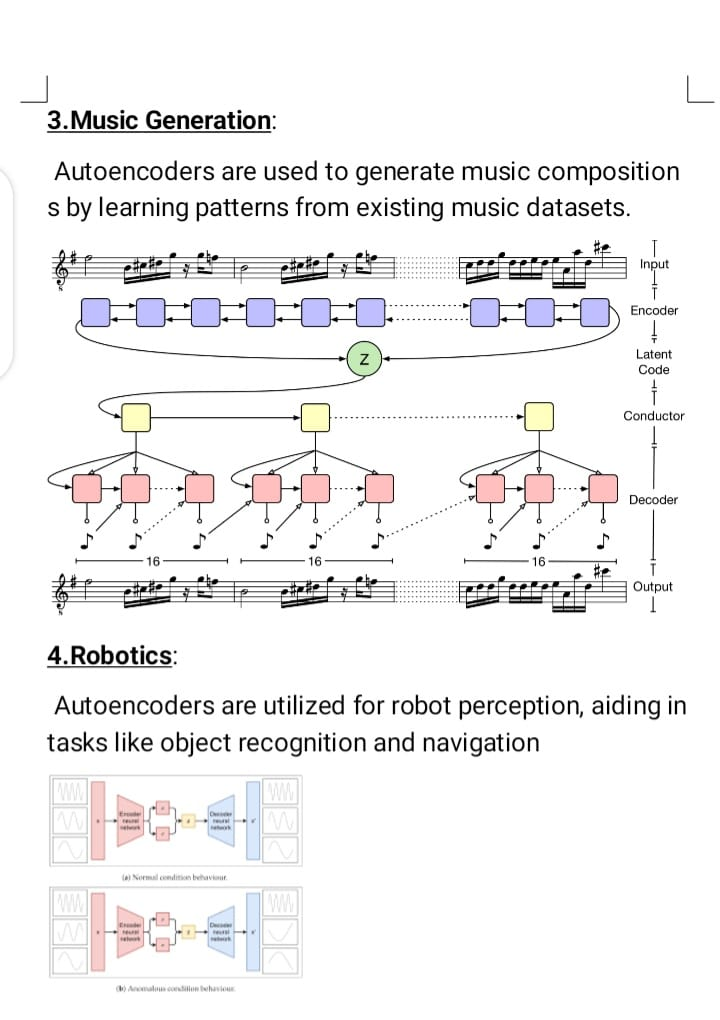 3.Music Generation:
Autoencoders are used to generate music composition
s by learning patterns from existing music datasets.
Input
Encoder
Z
Latent
Code
Conductor
Decoder
16
16
16
Output
4.Robotics:
Autoencoders are utilized for robot perception, aiding in
tasks like object recognition and navigation
Encoder
neural
network
Decoder
neural
network
(a) Normal condition behaviour.
Encoder
neural
network
Decoder
neural
network
(b) Anomalous condition behaviour.